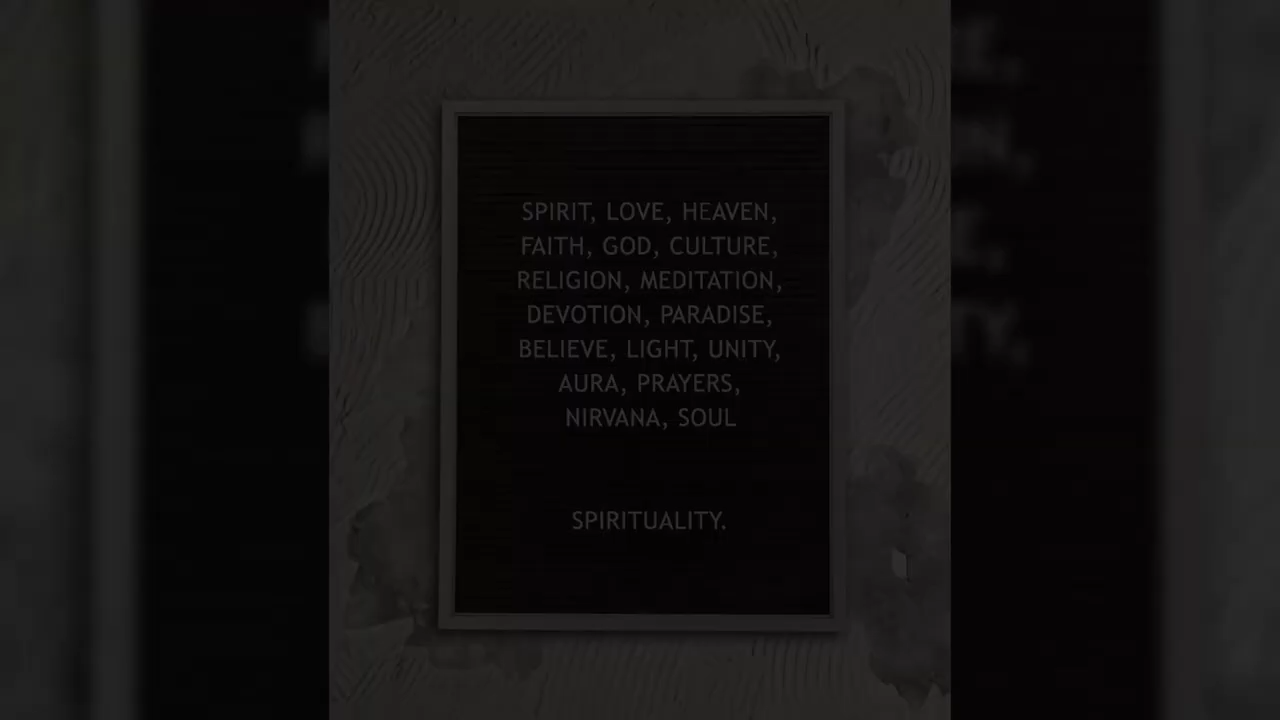 SPIRIT, LOVE, HEAVEN,
FAITH, GOD, CULTURE,
RELIGION, MEDITATION,
DEVOTION, PARADISE,
BELIEVE, LIGHT, UNITY,
AURA, PRAYERS,
NIRVANA, SOUL
SPIRITUALITY.